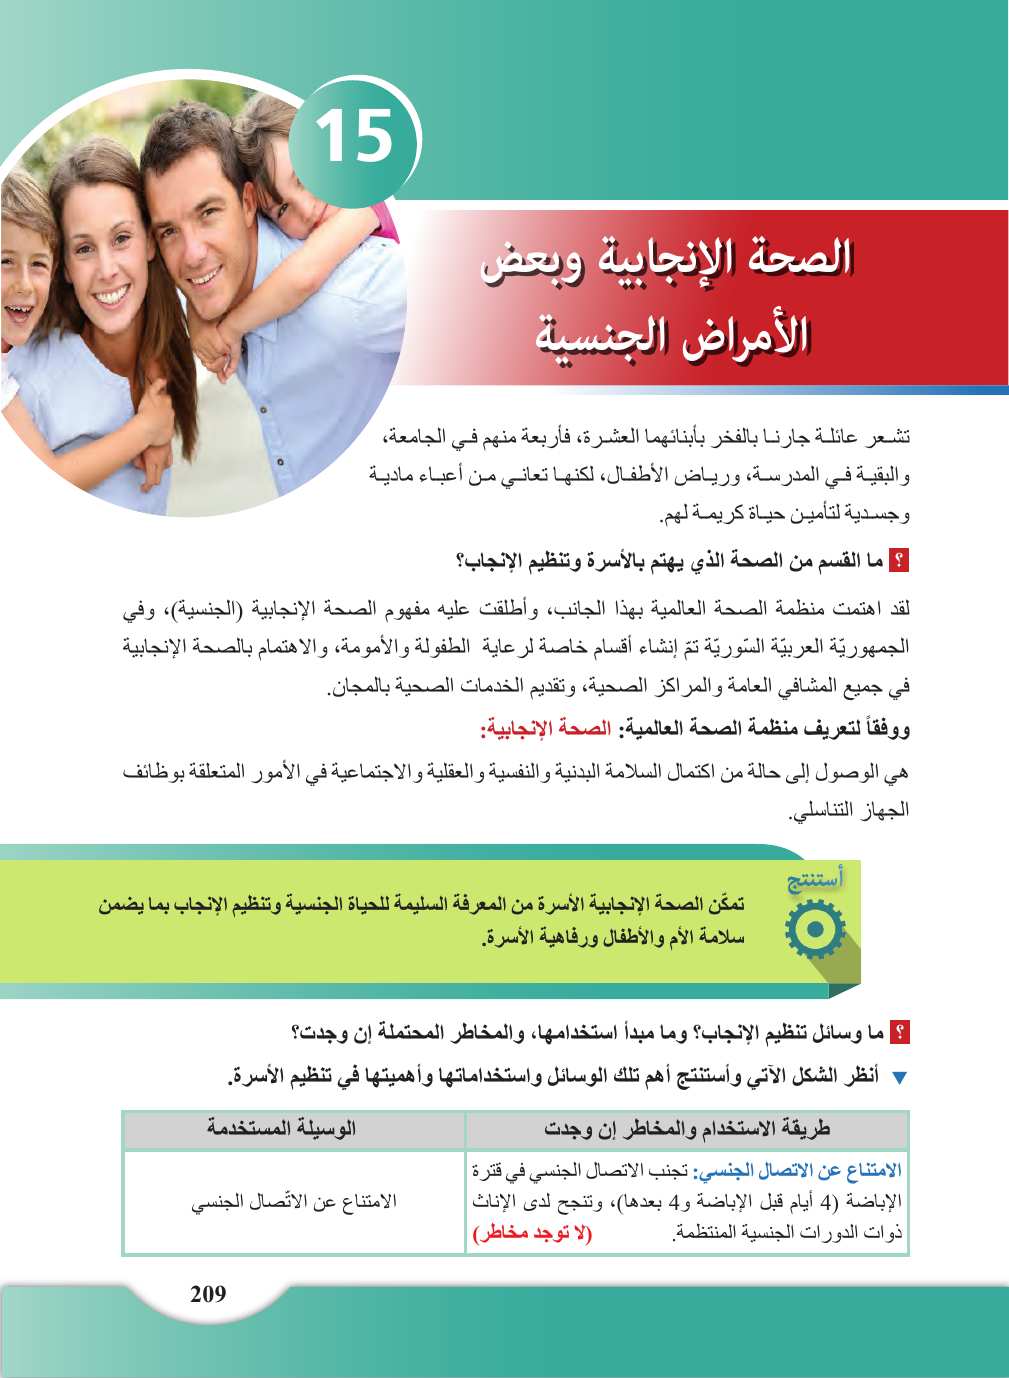 15
الصحة الإنجابية وبعض
الأمراض الجنسية
تشعر عائلة جارنا بالفخر بأبنائهما العشرة، فأربعة منهم في الجامعة،
والبقية في المدرسة، ورياض الأطفال، لكنها تعاني من أعباء مادية
وجسدية لتأمين حياة كريمة لهم.
؟ ما القسم من الصحة الذي يهتم بالأسرة وتنظيم الإنجاب؟
لقد اهتمت منظمة الصحة العالمية بهذا الجانب، وأطلقت عليه مفهوم الصحة الإنجابية (الجنسية)، وفي
الجمهوريّة العربيّة السّوريّة تمّ إنشاء أقسام خاصة لرعاية الطفولة والأمومة، والاهتمام بالصحة الإنجابية
في جميع المشافي العامة والمراكز الصحية، وتقديم الخدمات الصحية بالمجان.
ووفقاً لتعريف منظمة الصحة العالمية: الصحة الإنجابية:
هي الوصول إلى حالة من اكتمال السلامة البدنية والنفسية والعقلية والاجتماعية في الأمور المتعلقة بوظائف
الجهاز التناسلي.
أستنتج
تمكّن الصحة الإنجابية الأسرة من المعرفة السليمة للحياة الجنسية وتنظيم الإنجاب بما يضمن
سلامة الأم والأطفال ورفاهية الأسرة.
؟ ما وسائل تنظيم الإنجاب؟ وما مبدأ استخدامها، والمخاطر المحتملة إن وجدت؟
▼ أنظر الشكل الآتي وأستنتج أهم تلك الوسائل واستخداماتها وأهميتها في تنظيم الأسرة.
طريقة الاستخدام والمخاطر إن وجدت
الوسيلة المستخدمة
الامتناع عن الاتصال الجنسي: تجنب الاتصال الجنسي في فترة
الإباضة (4 أيام قبل الإباضة و4 بعدها)، وتنجح لدى الإناث
ذوات الدورات الجنسية المنتظمة. (لا توجد مخاطر)
الامتناع عن الاتّصال الجنسي
209